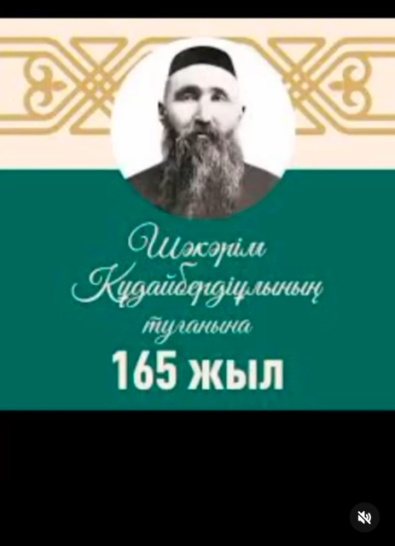 Шәкәрім
Құдайбердіұлының
туғанына
165 жыл